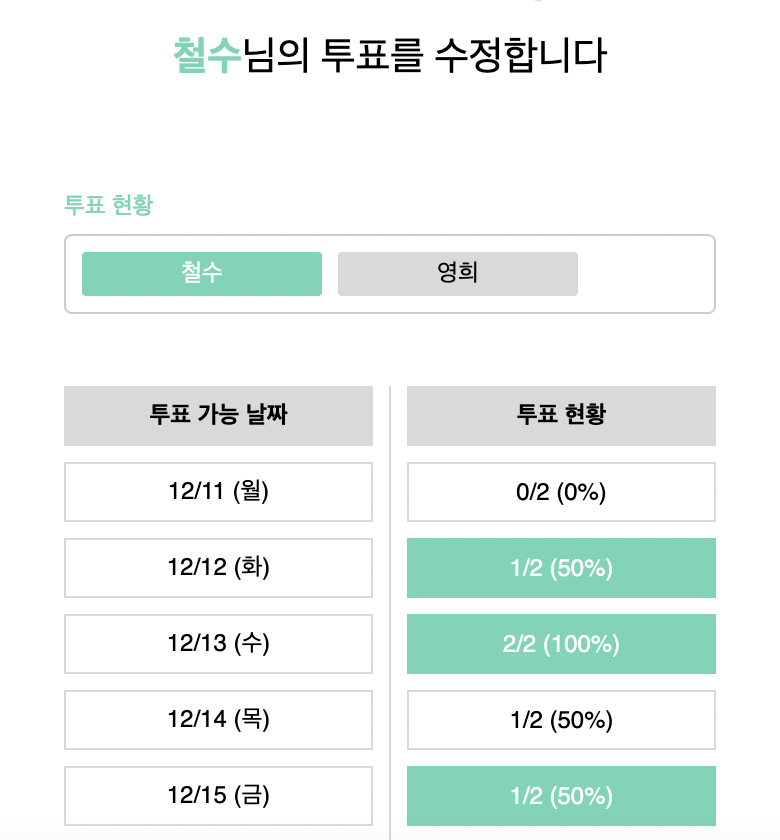 철수님의 투표를 수정합니다
투표 현황
철수 영희
투표 가능 날짜 투표 현황
12/11 (월) 0/2 (0%)
12/12 (화) 1/2 (50%)
12/13 (수) 2/2 (100%)
12/14 (목) 1/2 (50%)
12/15 (금) 1/2 (50%)